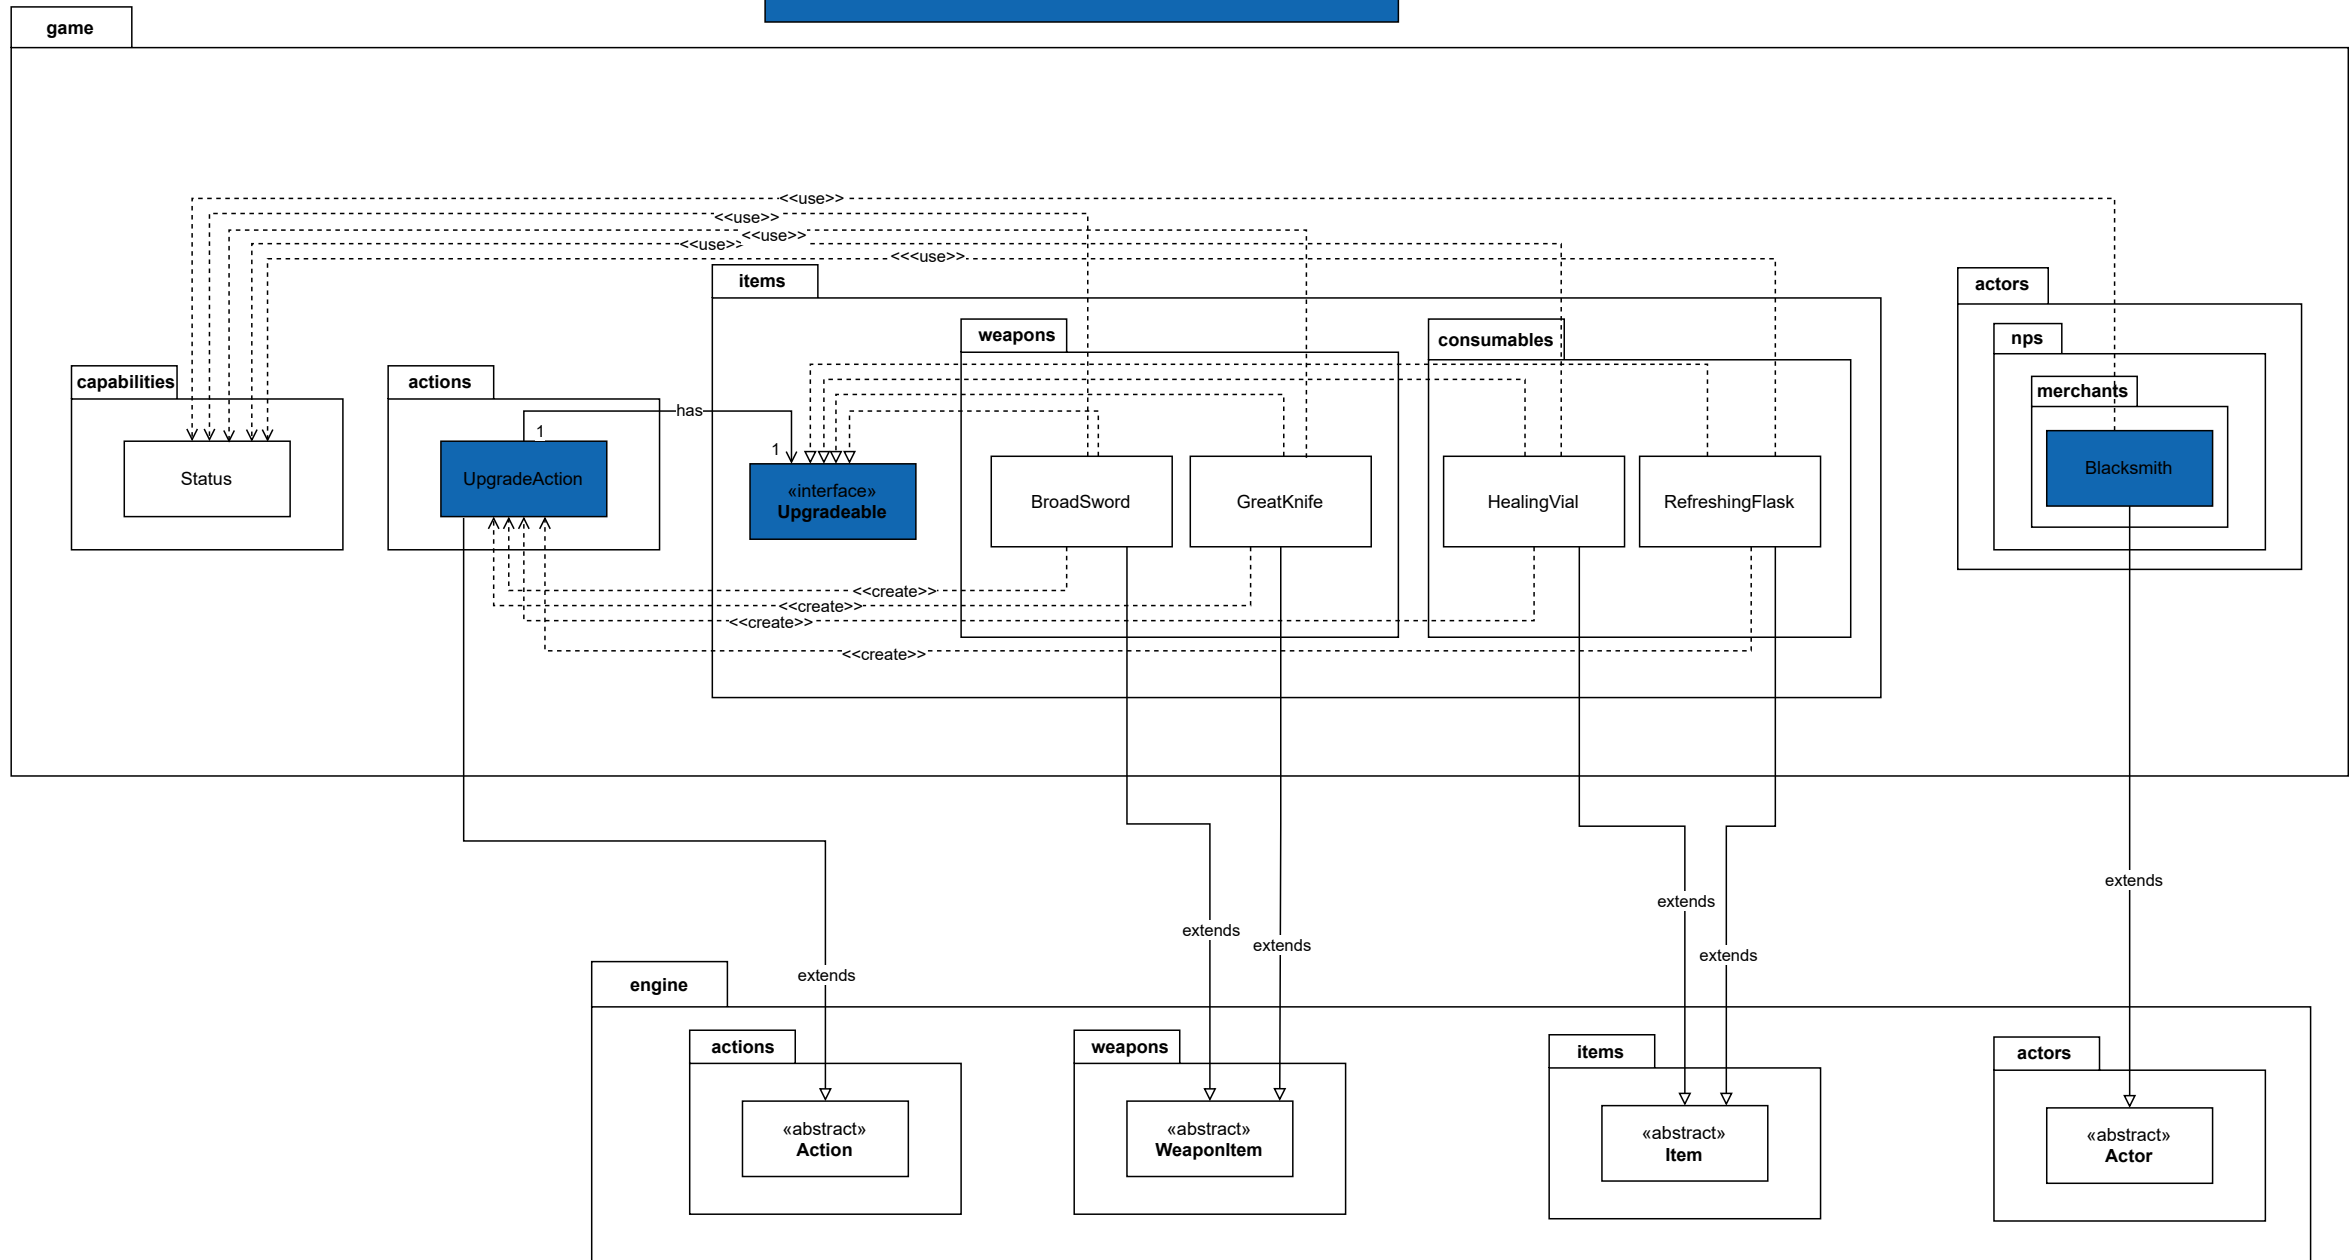 game
<<use>>
<<use>>
<<use>>
<<use>>
<<<use>>
items
actors
weapons
consumables
nps
capabilities
actions
merchants
has
1
1
Status
UpgradeAction
«interface»
Upgradeable
BroadSword
GreatKnife
HealingVial
RefreshingFlask
Blacksmith
<<create>>
<<create>>
<<create>>
<<create>>
extends
extends
extends
extends
extends
extends
engine
actions
weapons
items
actors
«abstract»
Action
«abstract»
WeaponItem
«abstract»
Item
«abstract»
Actor